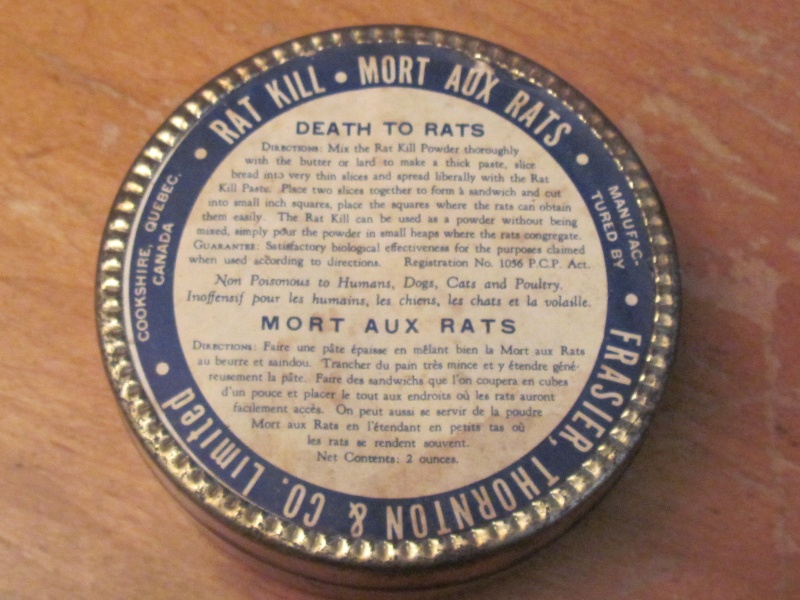 RAT KILL • MORT AUX RATS •
MANUFAC-
TURED BY
• FRASIER, THORNTON & CO. Limited •
COOKSHIRE, QUEBEC,
CANADA
DEATH TO RATS
DIRECTIONS: Mix the Rat Kill Powder thoroughly
with the butter or lard to make a thick paste, slice
bread into very thin slices and spread liberally with the Rat
Kill Paste. Place two slices together to form a sandwich and cut
into small inch squares, place the squares where the rats can obtain
them easily. The Rat Kill can be used as a powder without being
mixed, simply pour the powder in small heaps where the rats congregate.
GUARANTEE: Satisfactory biological effectiveness for the purposes claimed
when used according to directions. Registration No. 1056 P.C.P. Act.
Non Poisonous to Humans, Dogs, Cats and Poultry.
Inoffensif pour les humains, les chiens, les chats et la volaille.
MORT AUX RATS
DIRECTIONS: Faire une pâte épaisse en mêlant bien la Mort aux Rats
au beurre et saindou. Trancher du pain très mince et y étendre géné-
reusement la pâte. Faire des sandwichs que l'on coupera en cubes
d'un pouce et placer le tout aux endroits où les rats auront
facilement accès. On peut aussi se servir de la poudre
Mort aux Rats en l'étendant en petits tas où
les rats se rendent souvent.
Net Contents: 2 ounces.